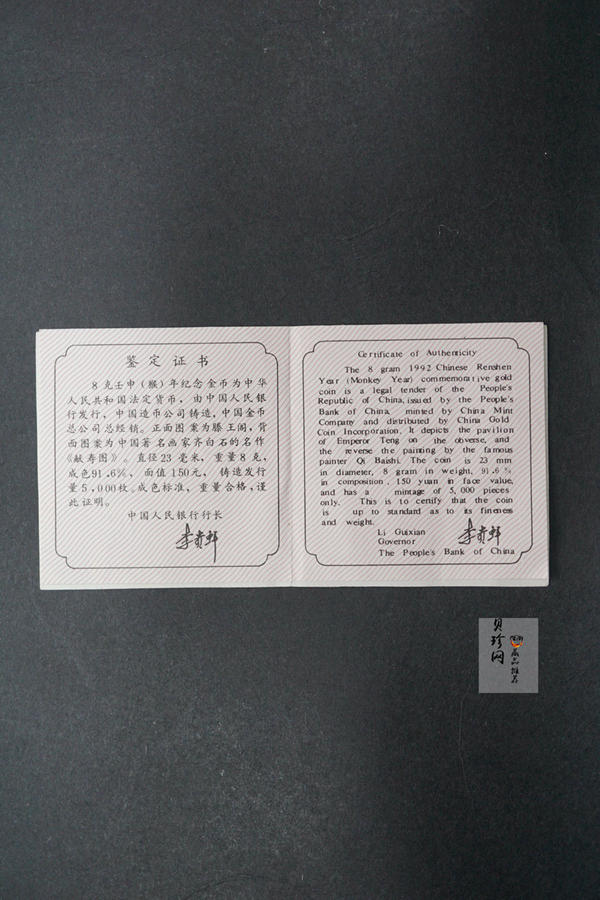 鉴定证书
8克壬申（猴）年纪念金币为中华
人民共和国法定货币，由中国人民银
行发行，中国造币公司铸造，中国金币
总公司总经销。正面图案为滕王阁，背
面图案为中国著名画家齐白石的名作
《献寿图》。直径23毫米，重量8克，
成色91.6%，面值150元，铸造发行
量5,000枚。成色标准，重量合格，谨
此证明。
中国人民银行行长
李贵鲜
Certificate of Authenticity
The 8 gram 1992 Chinese Renshen
Year (Monkey Year) commemorative gold
coin is a legal tender of the People's
Republic of China, issued by the People's
Bank of China, minted by China Mint
Company and distributed by China Gold
Coin Incorporation. It depicts the pavilion
of Emperor Teng on the obverse, and
the reverse the painting by the famous
painter Qi Baishi. The coin is 23 mm
in diameter, 8 gram in weight, 91.6%
in composition, 150 yuan in face value,
and has a mintage of 5,000 pieces
only. This is to certify that the coin
is up to standard as to its fineness
and weight.
Li Guixian
李贵鲜
Governor
The People's Bank of China
贝珍网
藏品推荐